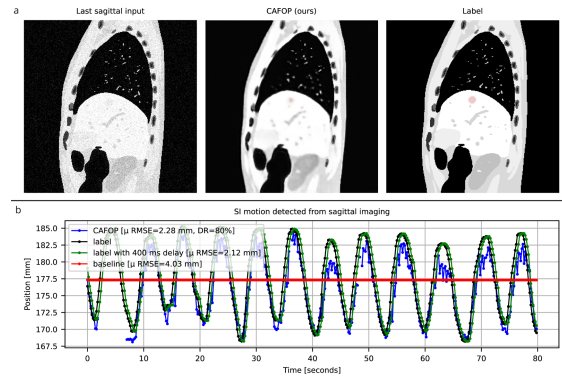 a
Last sagittal input
CAFOP (ours)
Label
b
SI motion detected from sagittal imaging
CAFOP [μ RMSE=2.28 mm, DR=80%]
label
label with 400 ms delay [μ RMSE=2.12 mm]
baseline [μ RMSE=4.03 mm]
Position [mm]
185.0
182.5
180.0
177.5
175.0
172.5
170.0
167.5
0
10
20
30
40
50
60
70
80
Time [seconds]